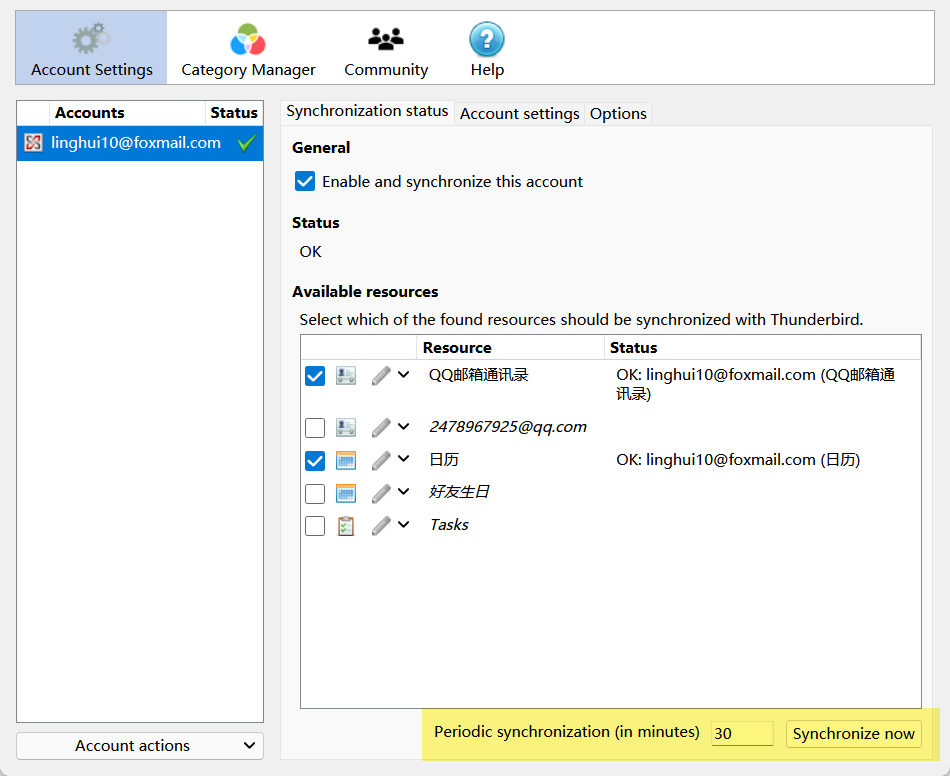 Account Settings
Category Manager
Community
Help
Accounts
Status
linghui10@foxmail.com
Synchronization status
Account settings
Options
General
Enable and synchronize this account
Status
OK
Available resources
Select which of the found resources should be synchronized with Thunderbird.
Resource
Status
QQ邮箱通讯录
OK: linghui10@foxmail.com (QQ邮箱通
讯录)
2478967925@qq.com
日历
OK: linghui10@foxmail.com (日历)
好友生日
Tasks
Periodic synchronization (in minutes)
30
Synchronize now
Account actions